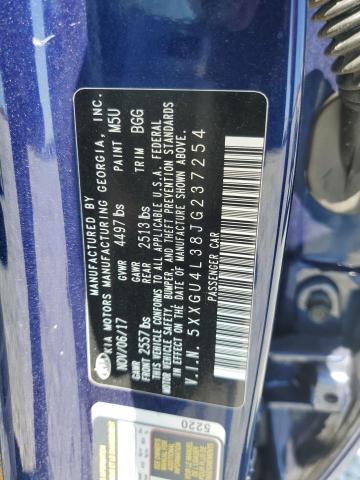 MANUFACTURED BY
KIA MOTORS MANUFACTURING GEORGIA, INC.
NOV/06/17 GVWR 4497lbs PAINT M5U
GAWR FRONT 2557lbs GAWR REAR 2513lbs TRIM BGG
THIS VEHICLE CONFORMS TO ALL APPLICABLE U.S.A. FEDERAL
MOTOR VEHICLE SAFETY, BUMPER, AND THEFT PREVENTION STANDARDS
IN EFFECT ON THE DATE OF MANUFACTURE SHOWN ABOVE.
V.I.N. 5XXGU4L38JG237254
PASSENGER CAR
5220